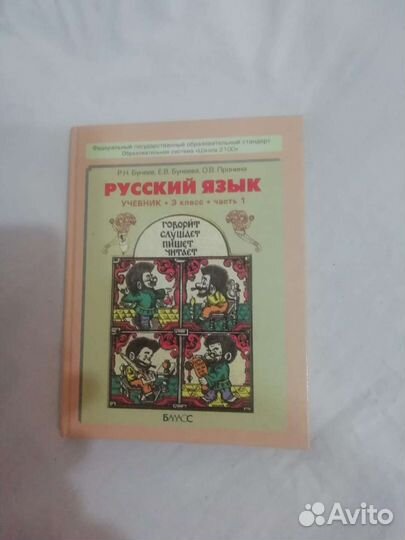 Федеральный государственный образовательный стандарт
Образовательная система «Школа 2100»
Р.Н. Бунеев, Е.В. Бунеева, О.В. Пронина
РУССКИЙ ЯЗЫК
УЧЕБНИК • 3 класс • часть 1
ГОВОРИТ
СЛУШАЕТ
ПИШЕТ
ЧИТАЕТ
БАЛАСС
Avito